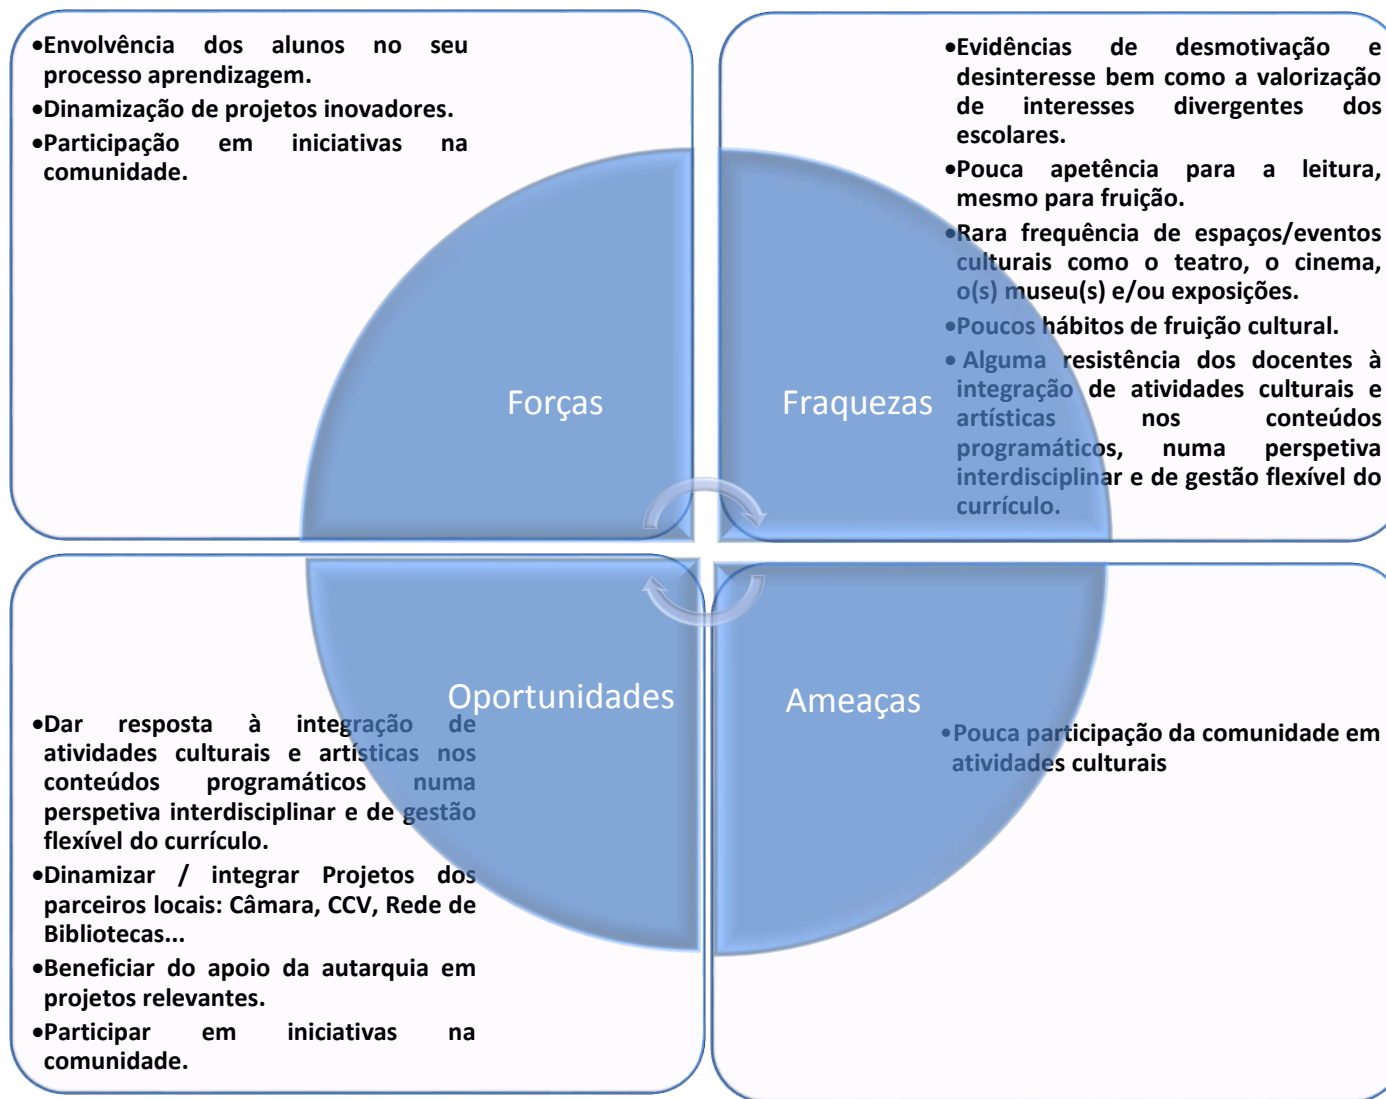 •Envolvência dos alunos no seu
processo aprendizagem.
•Dinamização de projetos inovadores.
•Participação em iniciativas na
comunidade.
Forças
•Evidências de desmotivação e
desinteresse bem como a valorização
de interesses divergentes dos
escolares.
•Pouca apetência para a leitura,
mesmo para fruição.
•Rara frequência de espaços/eventos
culturais como o teatro, o cinema,
o(s) museu(s) e/ou exposições.
•Poucos hábitos de fruição cultural.
• Alguma resistência dos docentes à
integração de atividades culturais e
artísticas nos conteúdos
programáticos, numa perspetiva
interdisciplinar e de gestão flexível do
currículo.
Fraquezas
Oportunidades
•Dar resposta à integração de
atividades culturais e artísticas nos
conteúdos programáticos numa
perspetiva interdisciplinar e de gestão
flexível do currículo.
•Dinamizar / integrar Projetos dos
parceiros locais: Câmara, CCV, Rede de
Bibliotecas...
•Beneficiar do apoio da autarquia em
projetos relevantes.
•Participar em iniciativas na
comunidade.
Ameaças
•Pouca participação da comunidade em
atividades culturais